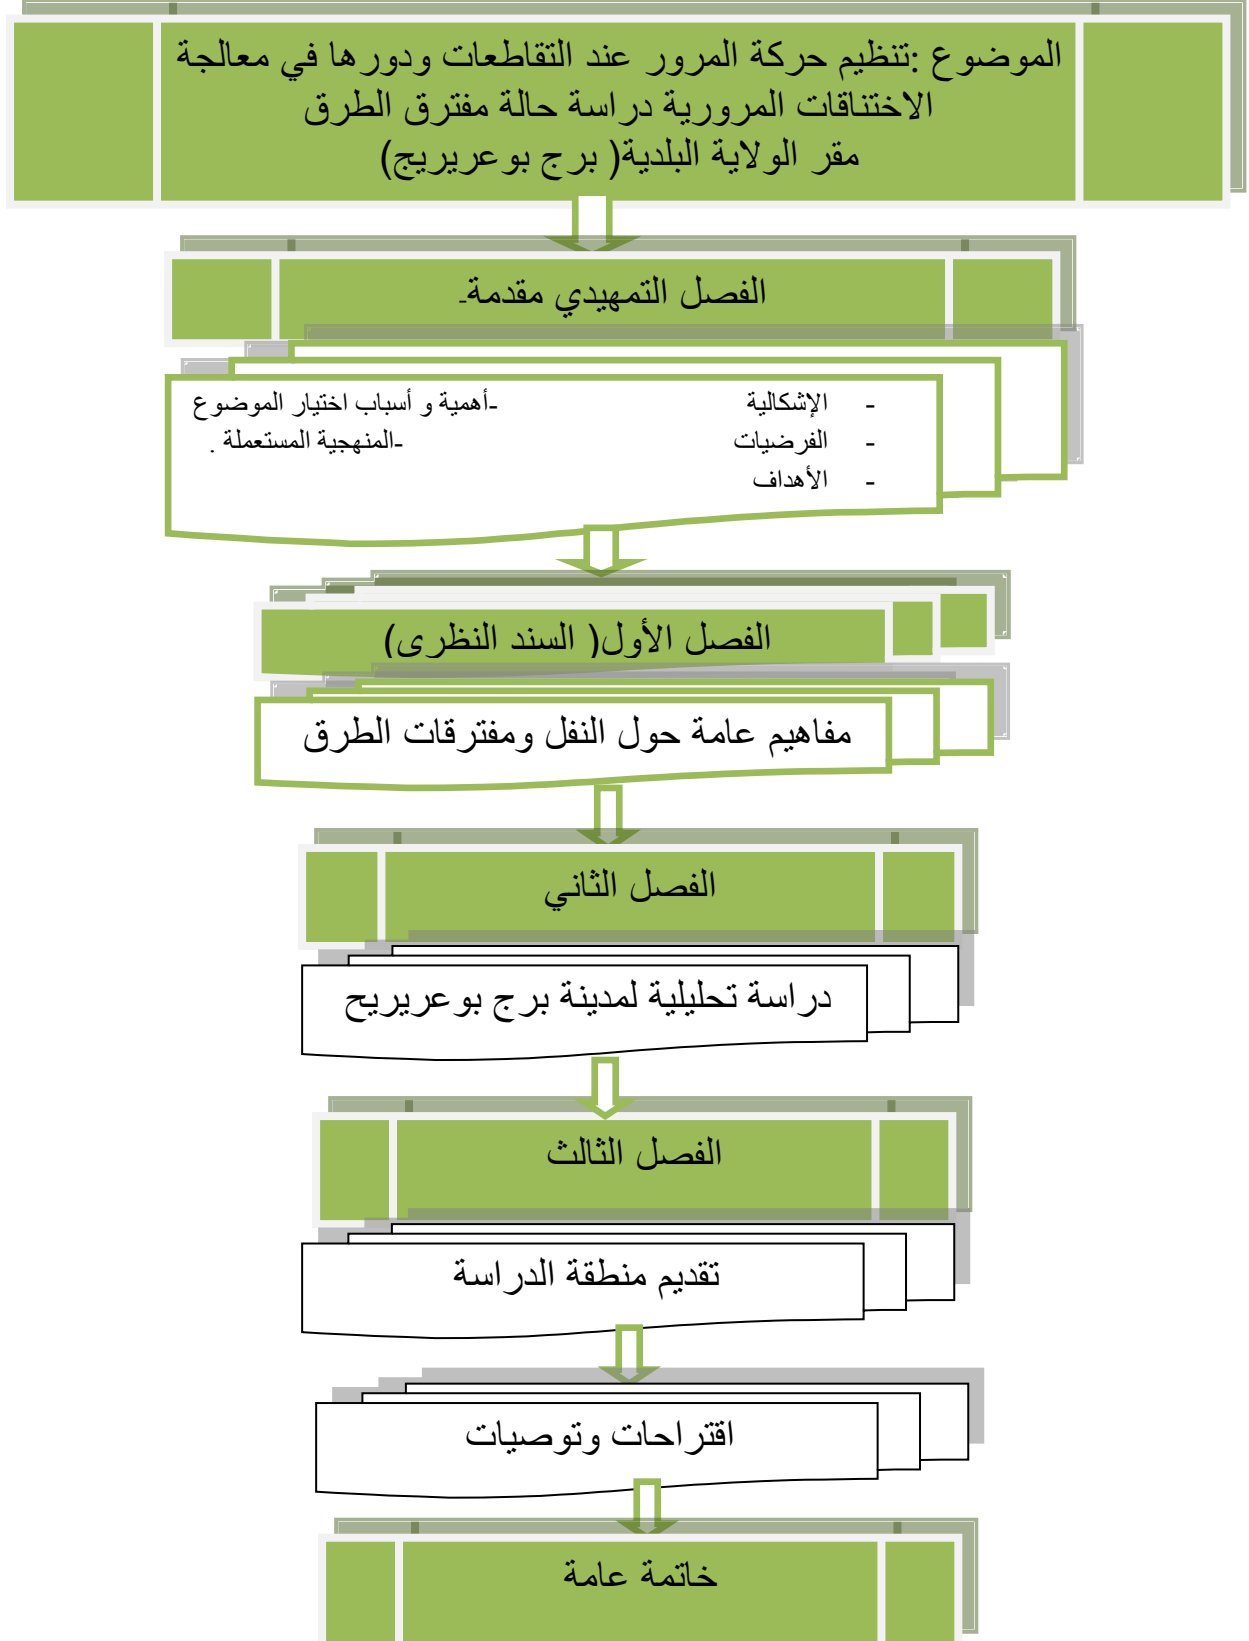 الموضوع :تنظيم حركة المرور عند التقاطعات ودورها في معالجة
الاختناقات المرورية دراسة حالة مفترق الطرق
مقر الولاية البلدية( برج بوعريريج)
الفصل التمهيدي مقدمة-
- الإشكالية -أهمية و أسباب اختيار الموضوع
- الفرضيات -المنهجية المستعملة .
- الأهداف
الفصل الأول( السند النظرى)
مفاهيم عامة حول النفل ومفترقات الطرق
الفصل الثاني
دراسة تحليلية لمدينة برج بوعريريح
الفصل الثالث
تقديم منطقة الدراسة
اقتراحات وتوصيات
خاتمة عامة